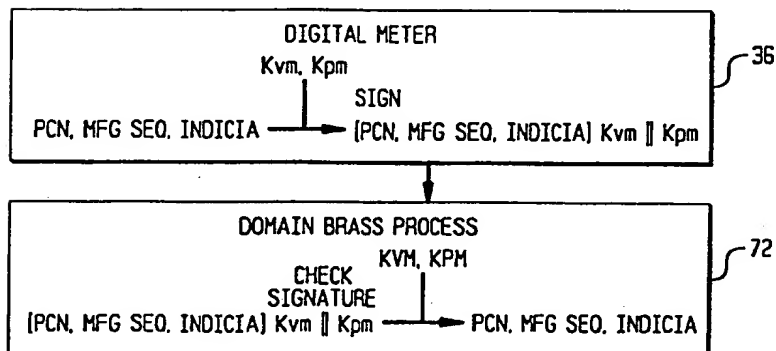 DIGITAL METER
Kvm, Kpm
SIGN
PCN, MFG SEQ, INDICIA
[PCN, MFG SEQ, INDICIA] Kvm || Kpm
36
DOMAIN BRASS PROCESS
KVM, KPM
CHECK
SIGNATURE
[PCN, MFG SEQ, INDICIA] Kvm || Kpm
PCN, MFG SEQ, INDICIA
72